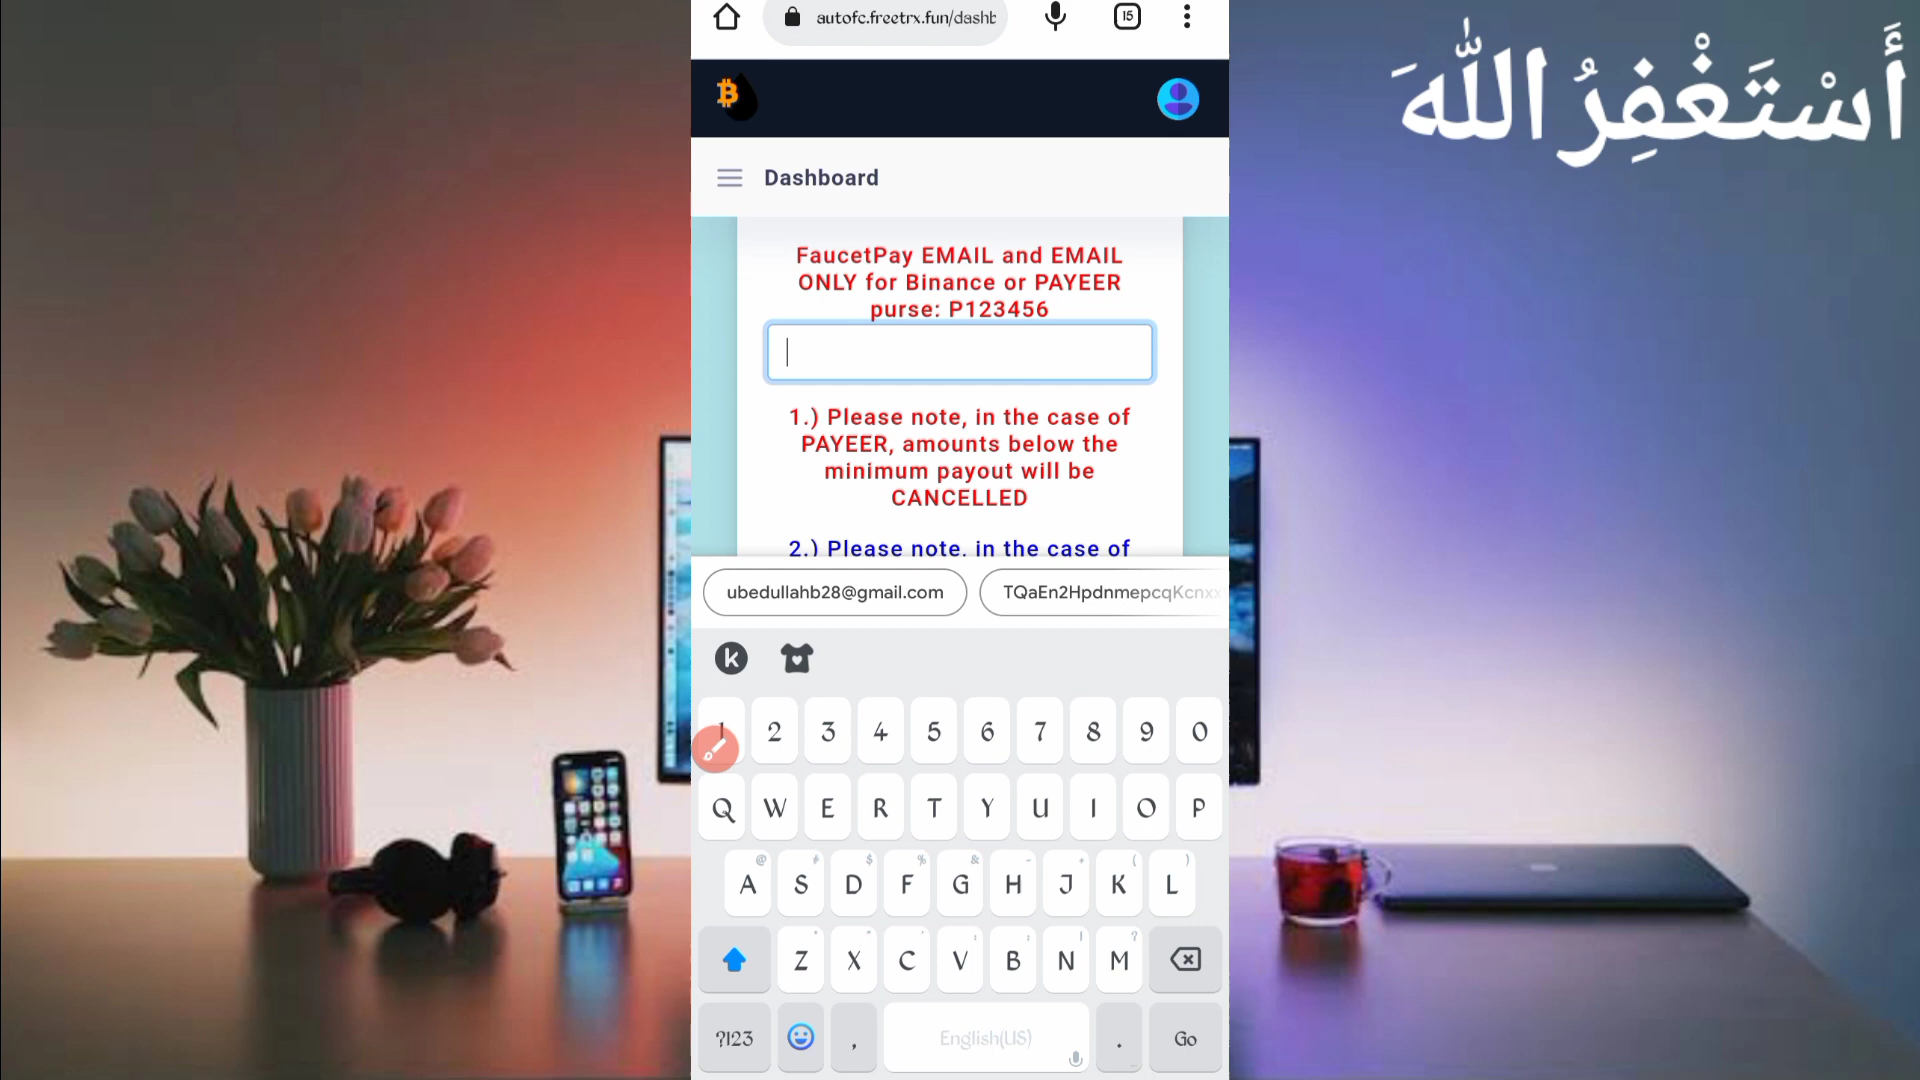 autofc.freetrx.fun/dasht
15
أَسْتَغْفِرُ اللّٰهَ
Dashboard
FaucetPay EMAIL and EMAIL
ONLY for Binance or PAYEER
purse: P123456
1.) Please note, in the case of
PAYEER, amounts below the
minimum payout will be
CANCELLED
2.) Please note, in the case of
ubedullahb28@gmail.com
TQaEn2HpdnmepcqKcnx
k
1 2 3 4 5 6 7 8 9 0
Q W E R T Y U I O P
@ # $ % & - + ( )
A S D F G H J K L
Z X C V B N M
?123 , English(US) . Go